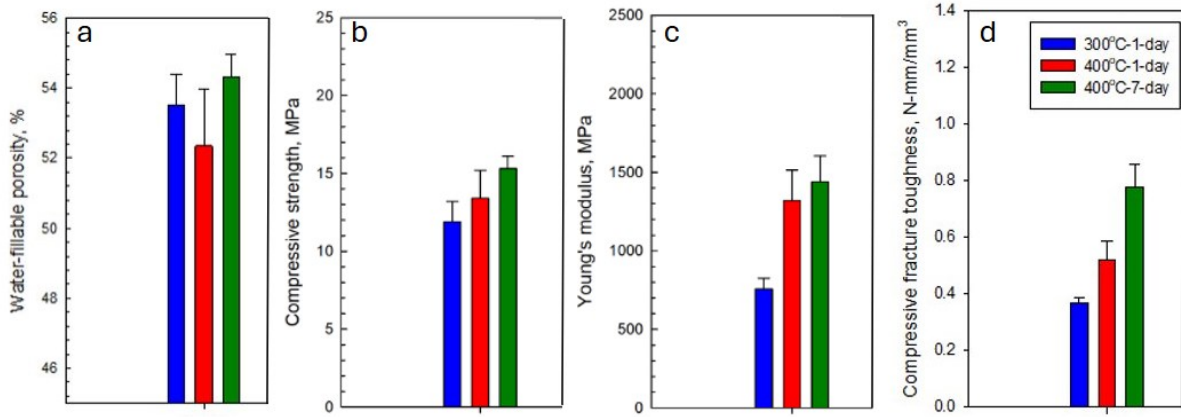 a
Water-fillable porosity, %
56
54
52
50
48
46
b
Compressive strength, MPa
25
20
15
10
5
0
c
Young's modulus, MPa
2500
2000
1500
1000
500
0
d
Compressive fracture toughness, N-mm/mm³
1.4
1.2
1.0
0.8
0.6
0.4
0.2
0.0
300°C-1-day
400°C-1-day
400°C-7-day